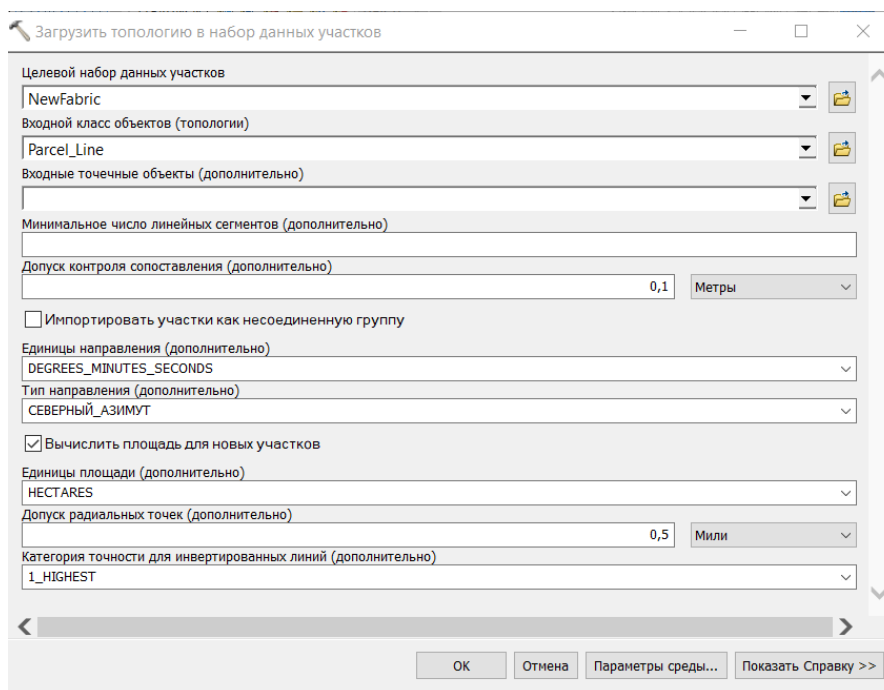 Загрузить топологию в набор данных участков
Целевой набор данных участков
NewFabric
Входной класс объектов (топологии)
Parcel_Line
Входные точечные объекты (дополнительно)
Минимальное число линейных сегментов (дополнительно)
Допуск контроля сопоставления (дополнительно)
0,1 Метры
Импортировать участки как несоединенную группу
Единицы направления (дополнительно)
DEGREES_MINUTES_SECONDS
Тип направления (дополнительно)
СЕВЕРНЫЙ_АЗИМУТ
Вычислить площадь для новых участков
Единицы площади (дополнительно)
HECTARES
Допуск радиальных точек (дополнительно)
0,5 Мили
Категория точности для инвертированных линий (дополнительно)
1_HIGHEST
ОК Отмена Параметры среды... Показать Справку >>